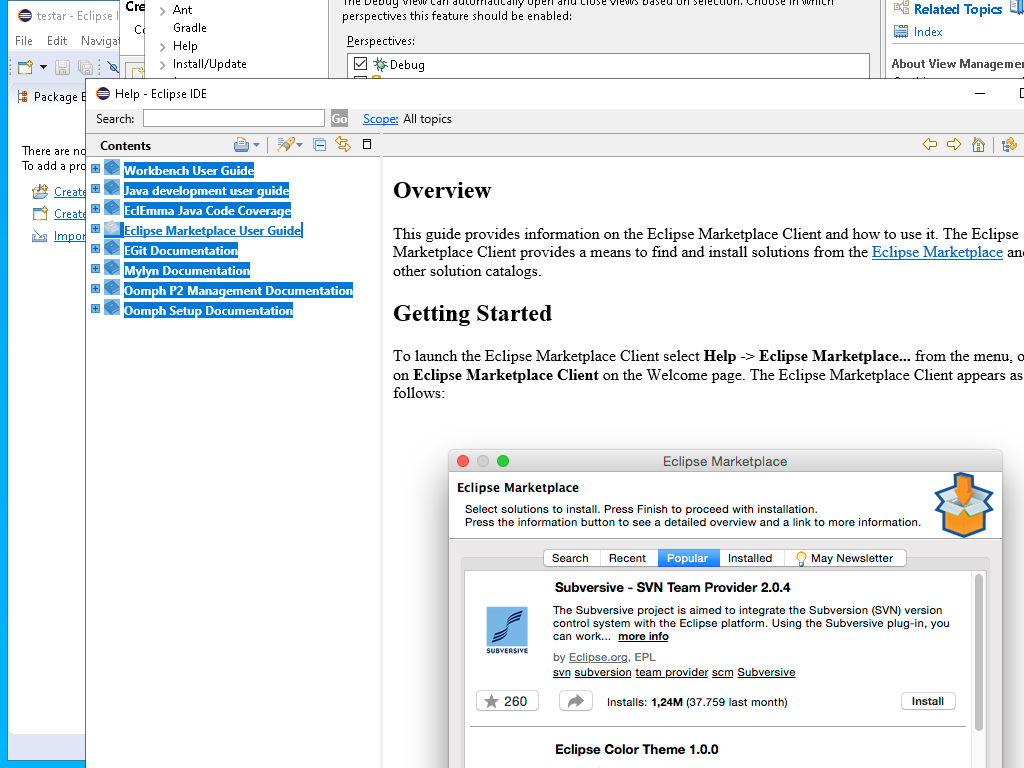 testar - Eclipse I
File Edit Navigat
Package E
There are no
To add a pro
Create
Create
Impor
Cre
Ant
Gradle
Help
Install/Update
The Debug View can automatically open and close views based on selection. Choose in which
perspectives this feature should be enabled:
Perspectives:
Debug
Related Topics
Index
About View Managemen
Help - Eclipse IDE
Search:
Go
Scope: All topics
Contents
Workbench User Guide
Java development user guide
EclEmma Java Code Coverage
Eclipse Marketplace User Guide
EGit Documentation
Mylyn Documentation
Oomph P2 Management Documentation
Oomph Setup Documentation
Overview
This guide provides information on the Eclipse Marketplace Client and how to use it. The Eclipse
Marketplace Client provides a means to find and install solutions from the Eclipse Marketplace and
other solution catalogs.
Getting Started
To launch the Eclipse Marketplace Client select Help -> Eclipse Marketplace... from the menu, o
on Eclipse Marketplace Client on the Welcome page. The Eclipse Marketplace Client appears as
follows:
Eclipse Marketplace
Eclipse Marketplace
Select solutions to install. Press Finish to proceed with installation.
Press the information button to see a detailed overview and a link to more information.
Search Recent Popular Installed May Newsletter
Subversive - SVN Team Provider 2.0.4
The Subversive project is aimed to integrate the Subversion (SVN) version
control system with the Eclipse platform. Using the Subversive plug-in, you
can work... more info
SUBVERSIVE
by Eclipse.org, EPL
svn subversion team provider scm Subversive
260
Installs: 1,24M (37.759 last month)
Install
Eclipse Color Theme 1.0.0